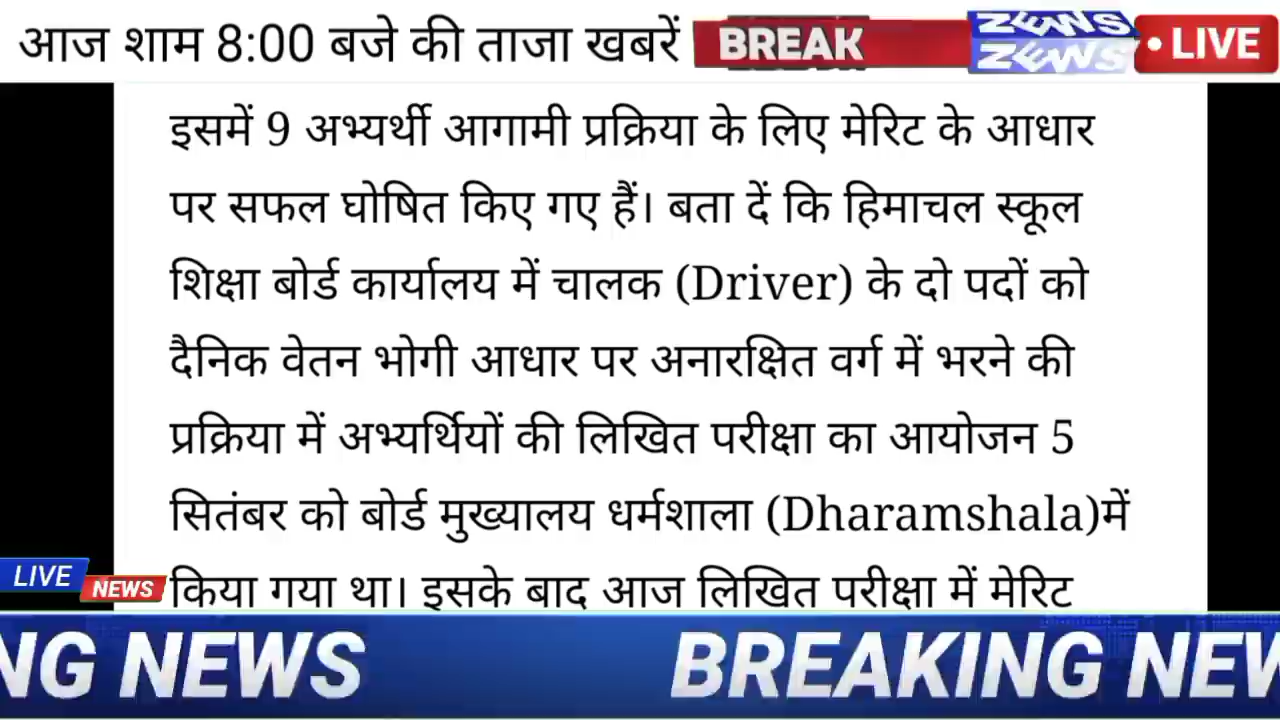 आज शाम 8:00 बजे की ताजा खबरें BREAK ZEWS ZEWS • LIVE
इसमें 9 अभ्यर्थी आगामी प्रक्रिया के लिए मेरिट के आधार
पर सफल घोषित किए गए हैं। बता दें कि हिमाचल स्कूल
शिक्षा बोर्ड कार्यालय में चालक (Driver) के दो पदों को
दैनिक वेतन भोगी आधार पर अनारक्षित वर्ग में भरने की
प्रक्रिया में अभ्यर्थियों की लिखित परीक्षा का आयोजन 5
सितंबर को बोर्ड मुख्यालय धर्मशाला (Dharamshala)में
किया गया था। इसके बाद आज लिखित परीक्षा में मेरिट
LIVE NEWS
NG NEWS BREAKING NEW